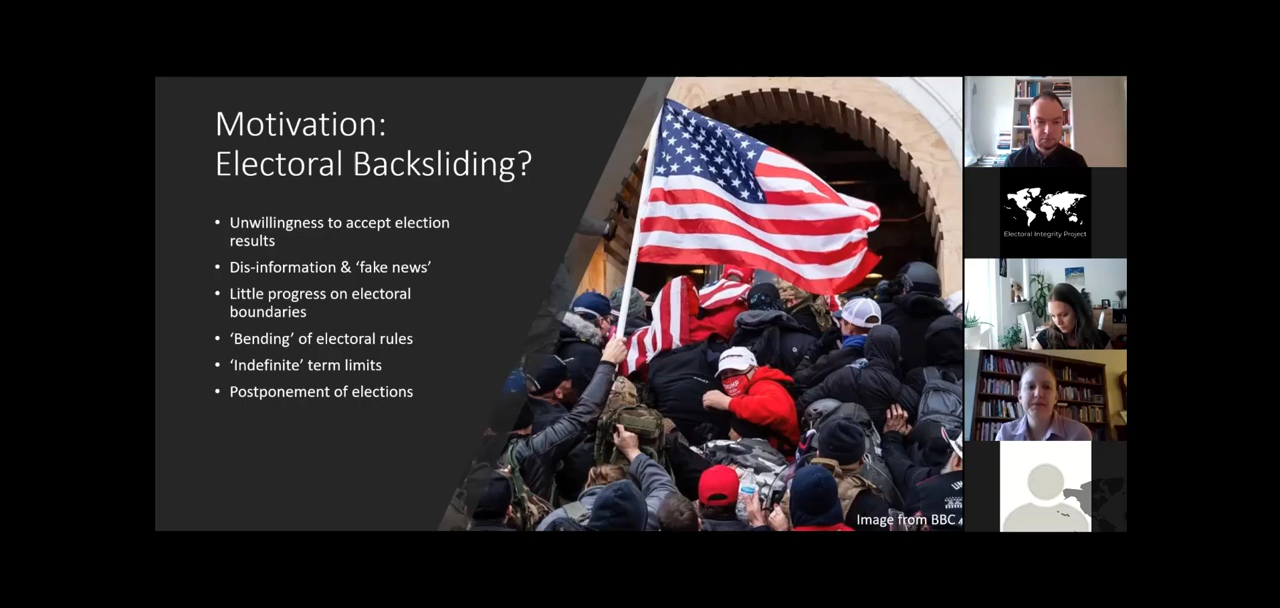 Motivation:
Electoral Backsliding?
• Unwillingness to accept election
results
• Dis-information & ‘fake news’
• Little progress on electoral
boundaries
• ‘Bending’ of electoral rules
• ‘Indefinite’ term limits
• Postponement of elections
TRUMP
Image from BBC
Electoral Integrity Project